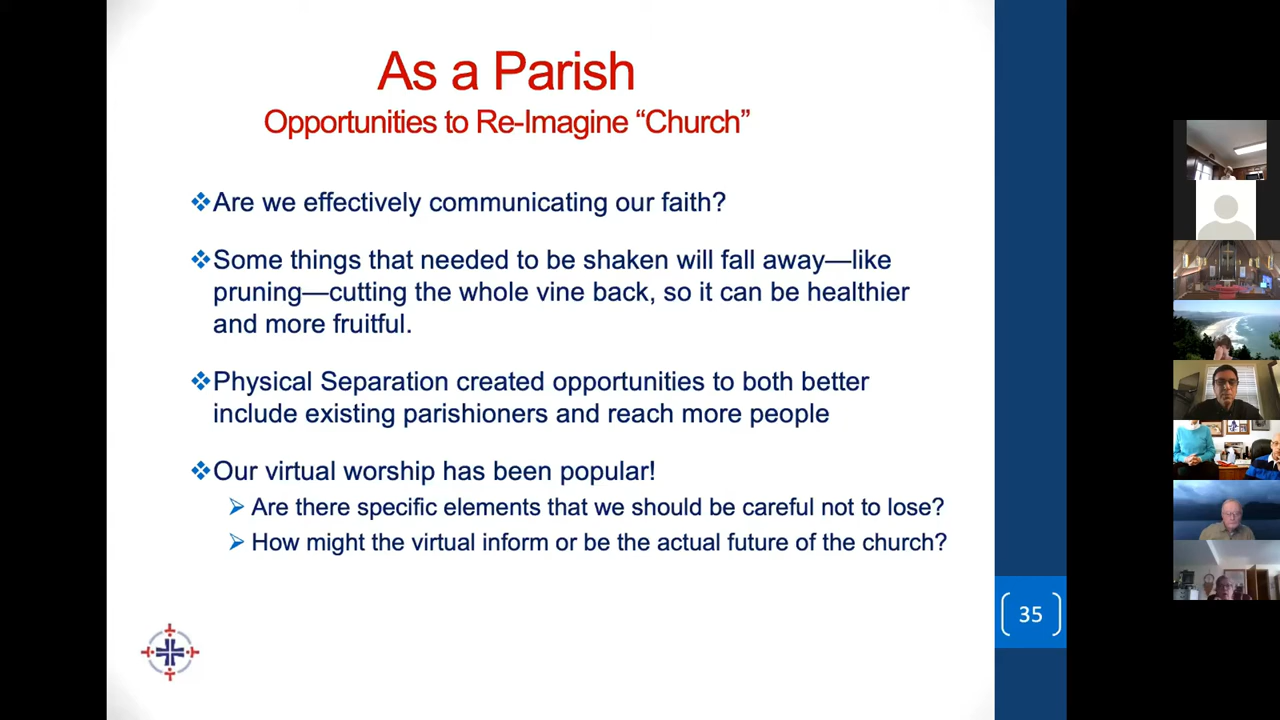 As a Parish
Opportunities to Re-Imagine “Church”
❖Are we effectively communicating our faith?
❖Some things that needed to be shaken will fall away—like
pruning—cutting the whole vine back, so it can be healthier
and more fruitful.
❖Physical Separation created opportunities to both better
include existing parishioners and reach more people
❖Our virtual worship has been popular!
➢ Are there specific elements that we should be careful not to lose?
➢ How might the virtual inform or be the actual future of the church?
35